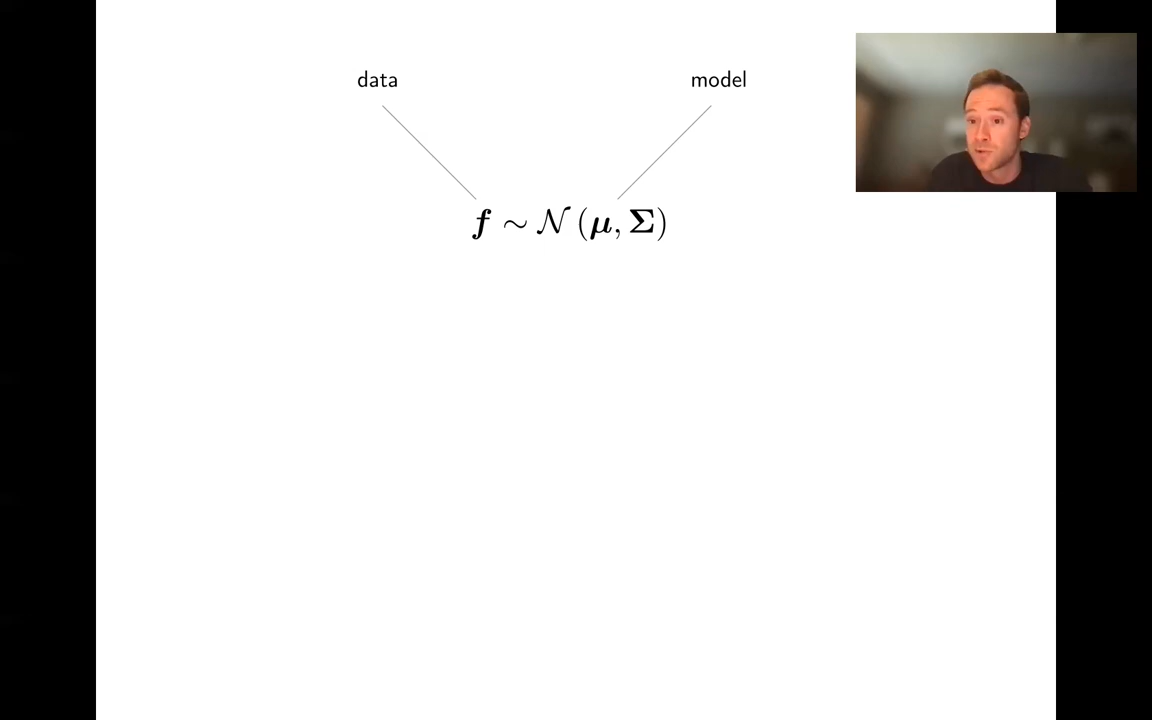 data model
f ∼ 𝒩 (μ, Σ)